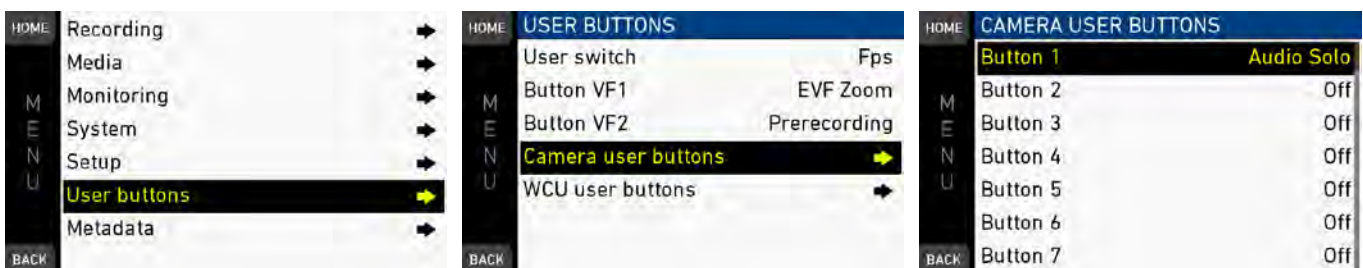 HOME
Recording
Media
Monitoring
System
Setup
User buttons
Metadata
MENU
BACK
HOME
USER BUTTONS
User switch Fps
Button VF1 EVF Zoom
Button VF2 Prerecording
Camera user buttons
WCU user buttons
MENU
BACK
HOME
CAMERA USER BUTTONS
Button 1 Audio Solo
Button 2 Off
Button 3 Off
Button 4 Off
Button 5 Off
Button 6 Off
Button 7 Off
MENU
BACK